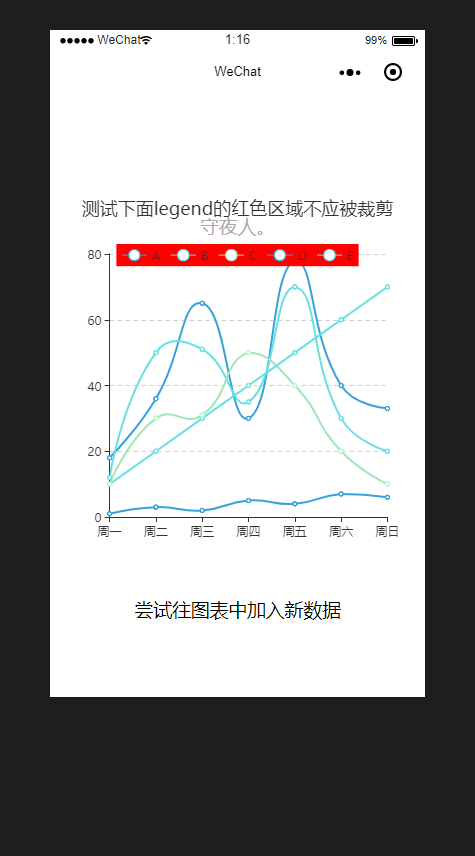 ●●●●● WeChat 1:16 99%
WeChat
测试下面legend的红色区域不应被裁剪
守夜人。
A B C D E
80
60
40
20
0
周一 周二 周三 周四 周五 周六 周日
尝试往图表中加入新数据